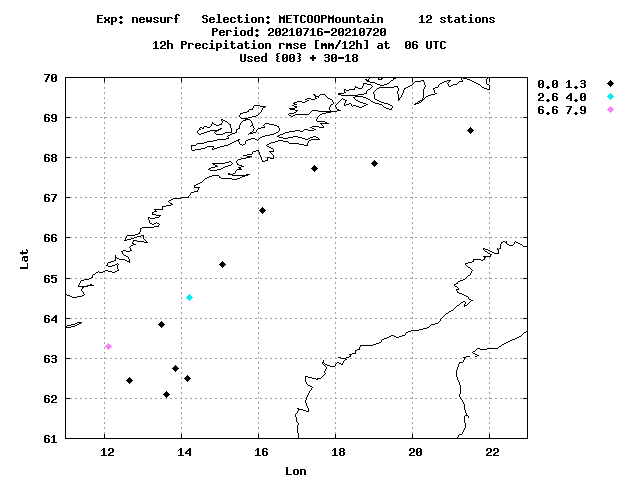 Exp: newsurf   Selection: METCOOPMountain     12 stations
Period: 20210716-20210720
12h Precipitation rmse [mm/12h] at  06 UTC
Used {00} + 30-18
0.0 1.3
2.6 4.0
6.6 7.9
70
69
68
67
66
65
64
63
62
61
Lat
12 14 16 18 20 22
Lon